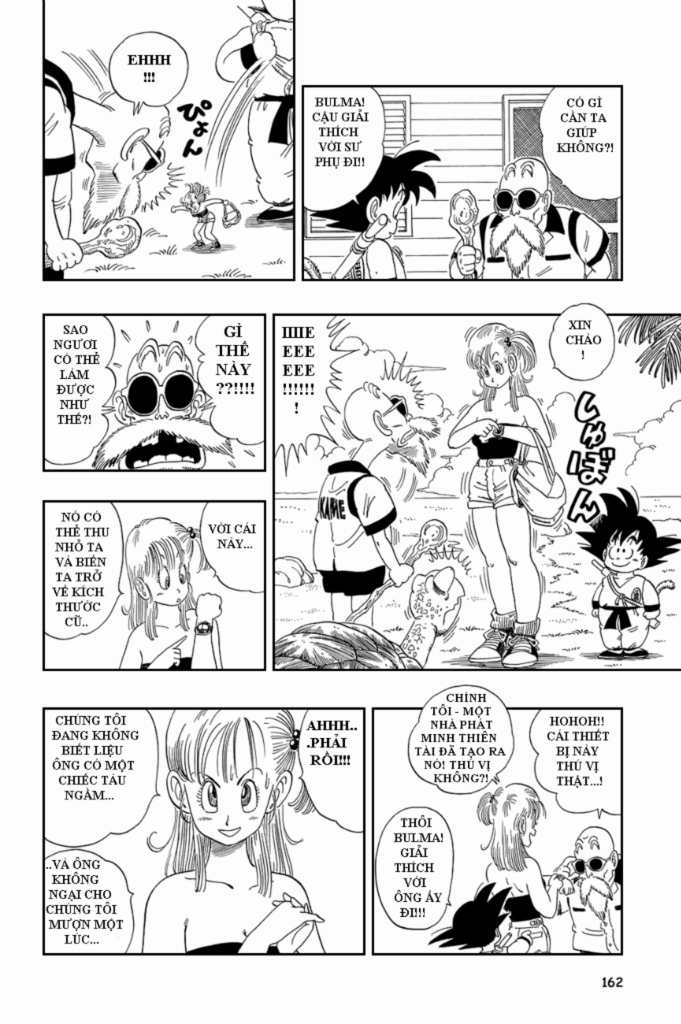 EHHH
!!!
ぴょん
BULMA!
CẬU GIẢI
THÍCH
VỚI SƯ
PHỤ ĐI!!
CÓ GÌ
CẦN TA
GIÚP
KHÔNG?!
SAO
NGƯƠI
CÓ THỂ
LÀM
ĐƯỢC
NHƯ
THẾ?!
GÌ
THẾ
NÀY
??!!!!
IIIIE
EEE
EEE
!!!!!!
!
XIN
CHÀO
!
しゅぼん
KAME
NÓ CÓ
THỂ THU
NHỎ TA
VÀ BIẾN
TA TRỞ
VỀ KÍCH
THƯỚC
CŨ..
VỚI CÁI
NÀY...
CHÚNG TÔI
ĐANG KHÔNG
BIẾT LIỆU
ÔNG CÓ MỘT
CHIẾC TÀU
NGẦM...
AHHH..
.PHẢI
RỒI!!!
..VÀ ÔNG
KHÔNG
NGẠI CHO
CHÚNG TÔI
MƯỢN MỘT
LÚC...
CHÍNH
TÔI - MỘT
NHÀ PHÁT
MINH THIÊN
TÀI ĐÃ TẠO RA
NÓ! THÚ VỊ
KHÔNG?!
HOHOH!!
CÁI THIẾT
BỊ NÀY
THÚ VỊ
THẬT...!
THÔI
BULMA!
GIẢI
THÍCH
VỚI
ÔNG ẤY
ĐI!!!
162